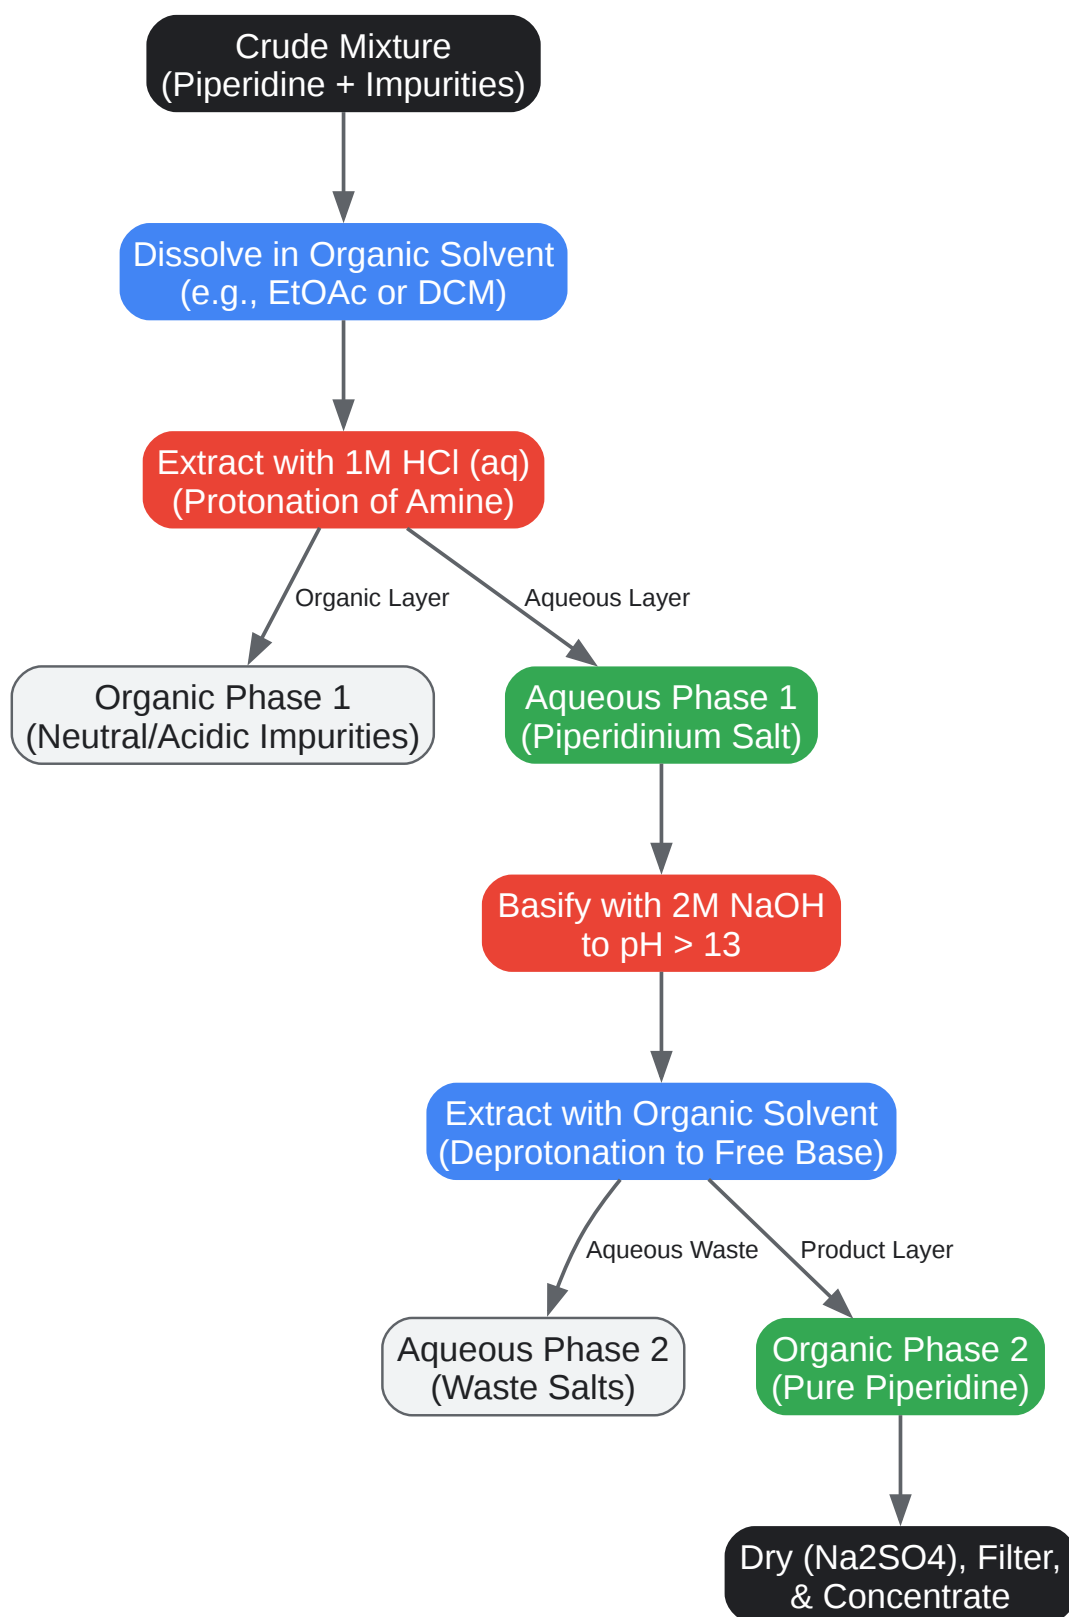 Crude Mixture
(Piperidine + Impurities)
Dissolve in Organic Solvent
(e.g., EtOAc or DCM)
Extract with 1M HCl (aq)
(Protonation of Amine)
Organic Layer
Aqueous Layer
Organic Phase 1
(Neutral/Acidic Impurities)
Aqueous Phase 1
(Piperidinium Salt)
Basify with 2M NaOH
to pH > 13
Extract with Organic Solvent
(Deprotonation to Free Base)
Aqueous Waste
Product Layer
Aqueous Phase 2
(Waste Salts)
Organic Phase 2
(Pure Piperidine)
Dry (Na2SO4), Filter,
& Concentrate